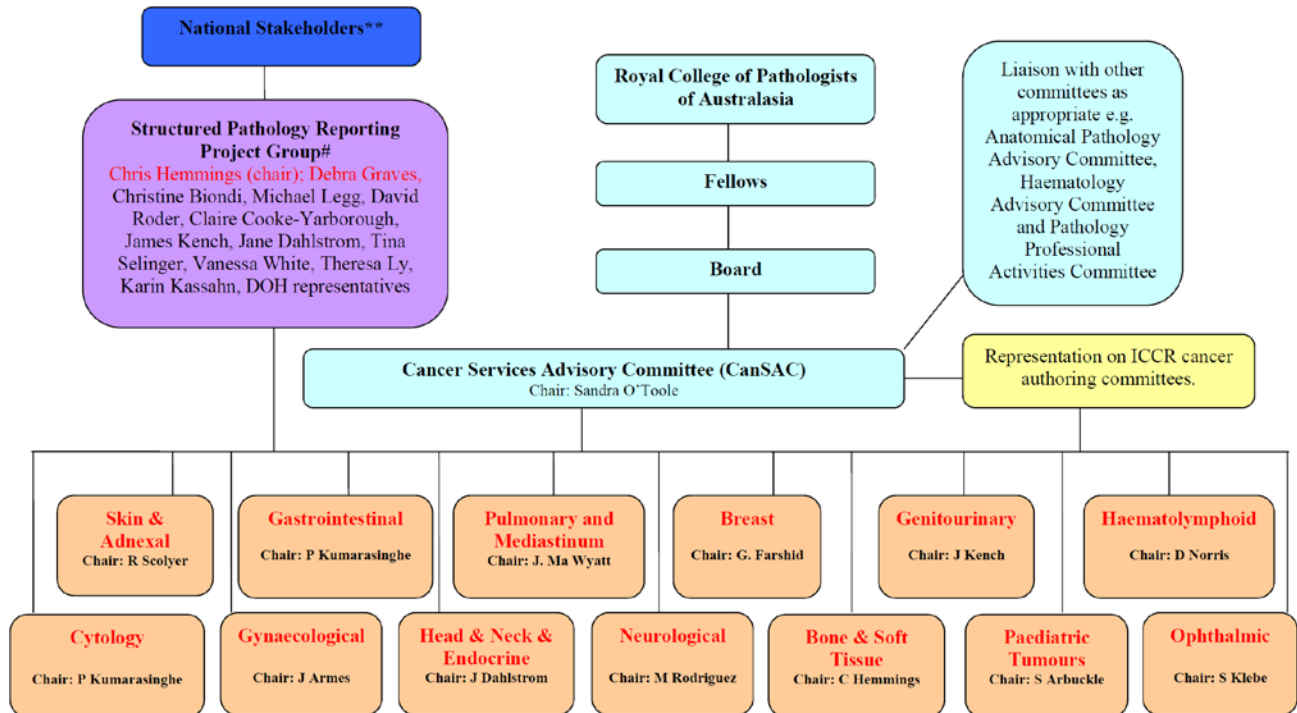 National Stakeholders**
Structured Pathology Reporting
Project Group#
Chris Hemmings (chair); Debra Graves,
Christine Biondi, Michael Legg, David
Roder, Claire Cooke-Yarborough,
James Kench, Jane Dahlstrom, Tina
Selinger, Vanessa White, Theresa Ly,
Karin Kassahn, DOH representatives
Royal College of Pathologists
of Australasia
Fellows
Board
Liaison with other
committees as
appropriate e.g.
Anatomical Pathology
Advisory Committee,
Haematology
Advisory Committee
and Pathology
Professional
Activities Committee
Cancer Services Advisory Committee (CanSAC)
Chair: Sandra O'Toole
Representation on ICCR cancer
authoring committees.
Skin &
Adnexal
Chair: R Scolyer
Gastrointestinal
Chair: P Kumarasinghe
Pulmonary and
Mediastinum
Chair: J. Ma Wyatt
Breast
Chair: G. Farshid
Genitourinary
Chair: J Kench
Haematolymphoid
Chair: D Norris
Cytology
Chair: P Kumarasinghe
Gynaecological
Chair: J Armes
Head & Neck &
Endocrine
Chair: J Dahlstrom
Neurological
Chair: M Rodriguez
Bone & Soft
Tissue
Chair: C Hemmings
Paediatric
Tumours
Chair: S Arbuckle
Ophthalmic
Chair: S Klebe